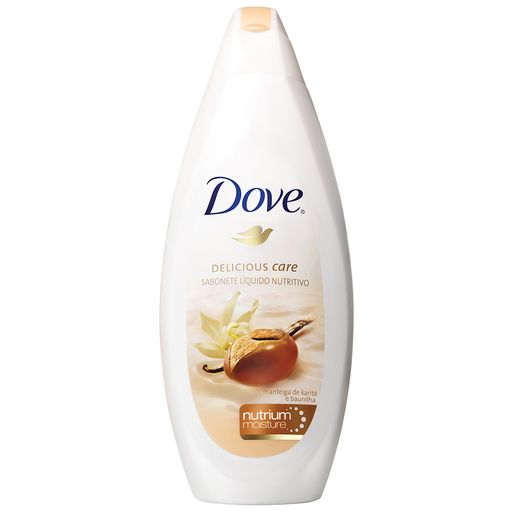 Dove®
DELICIOUS care
SABONETE LÍQUIDO NUTRITIVO
manteiga de karité
e baunilha
nutrium
moisture